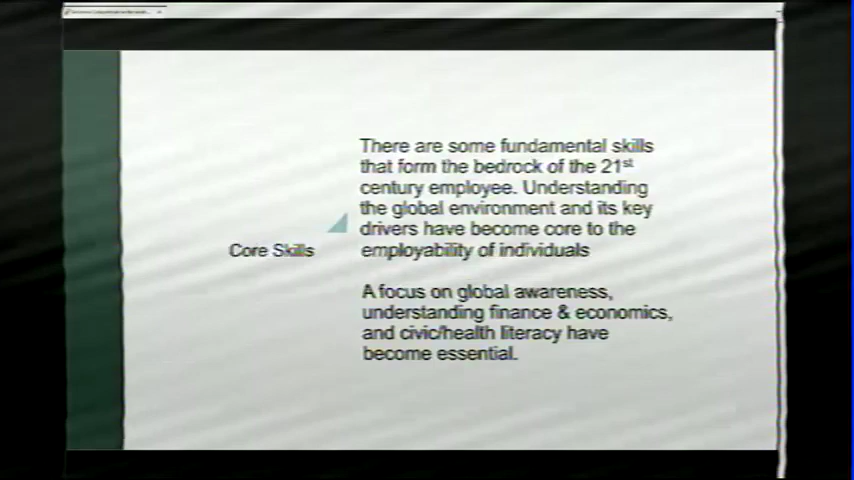 Core Skills
There are some fundamental skills
that form the bedrock of the 21st
century employee. Understanding
the global environment and its key
drivers have become core to the
employability of individuals
A focus on global awareness,
understanding finance & economics,
and civic/health literacy have
become essential.